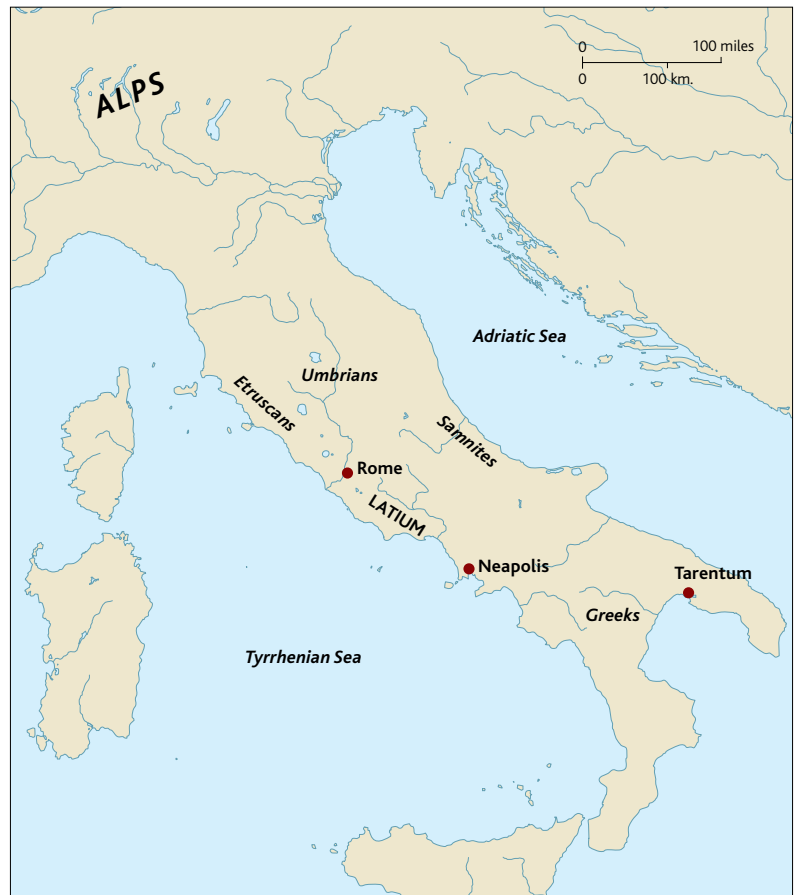 0 100 miles
0 100 km.
ALPS
Adriatic Sea
Umbrians
Etruscans
Samnites
Rome
LATIUM
Neapolis
Tarentum
Greeks
Tyrrhenian Sea